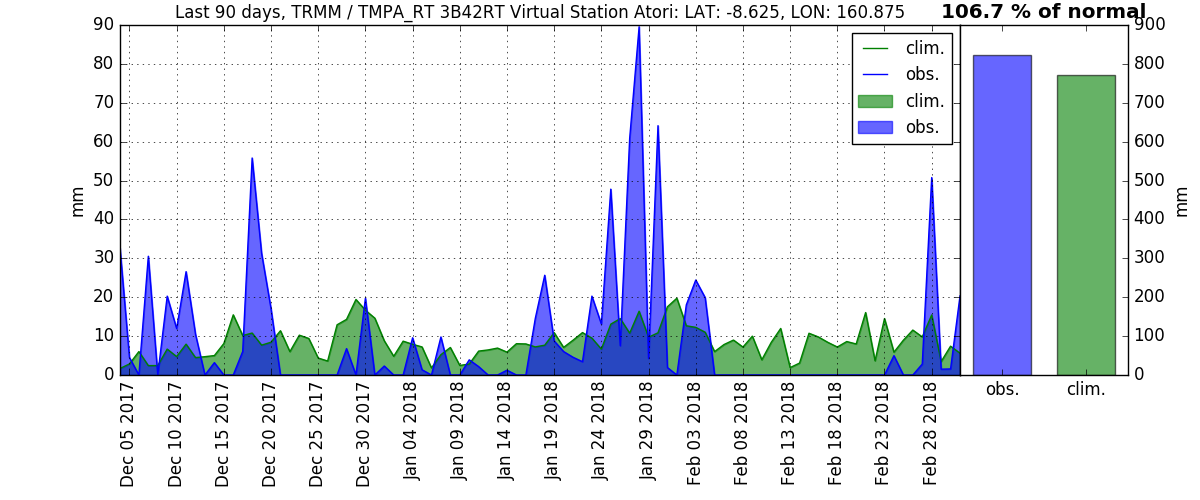 Last 90 days, TRMM / TMPA_RT 3B42RT Virtual Station Atori: LAT: -8.625, LON: 160.875
106.7 % of normal
90
80
70
60
50
40
30
20
10
0
mm
clim.
obs.
clim.
obs.
900
800
700
600
500
400
300
200
100
0
mm
obs.
clim.
Dec 05 2017
Dec 10 2017
Dec 15 2017
Dec 20 2017
Dec 25 2017
Dec 30 2017
Jan 04 2018
Jan 09 2018
Jan 14 2018
Jan 19 2018
Jan 24 2018
Jan 29 2018
Feb 03 2018
Feb 08 2018
Feb 13 2018
Feb 18 2018
Feb 23 2018
Feb 28 2018